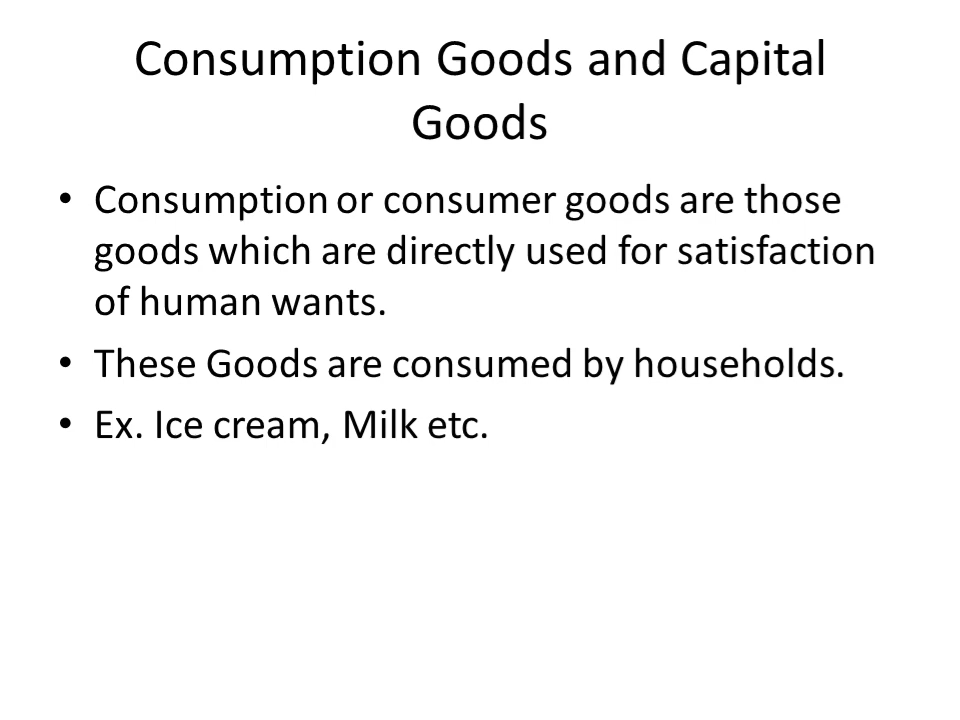 Consumption Goods and Capital
Goods
• Consumption or consumer goods are those
goods which are directly used for satisfaction
of human wants.
• These Goods are consumed by households.
• Ex. Ice cream, Milk etc.